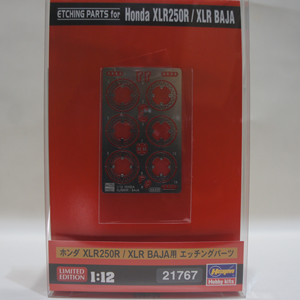 ETCHING PARTS for Honda XLR250R / XLR BAJA
ホンダ XLR250R / XLR BAJA用 エッチングパーツ
LIMITED EDITION
1:12
21767
Hasegawa
Hobby kits